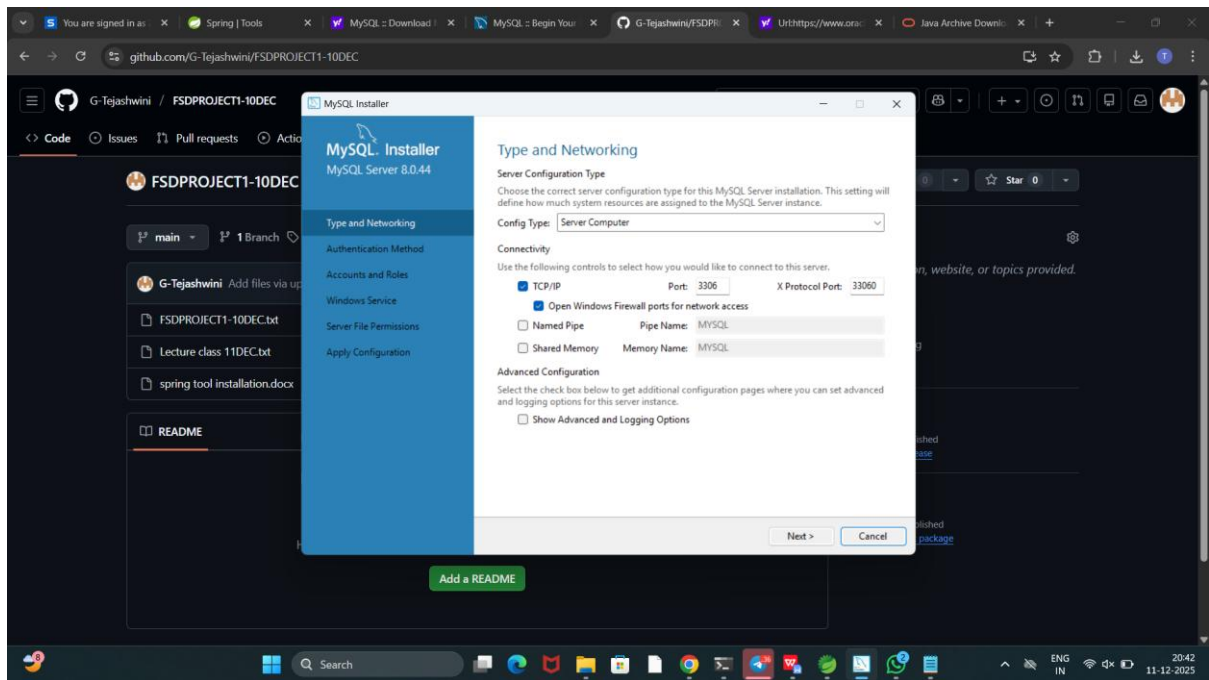 You are signed in as
Spring | Tools
MySQL :: Download
MySQL :: Begin Your
G-Tejashwini/FSDPR
Url:https://www.orac
Java Archive Downlo
github.com/G-Tejashwini/FSDPROJECT1-10DEC
G-Tejashwini / FSDPROJECT1-10DEC
Code
Issues
Pull requests
Actio
FSDPROJECT1-10DEC
0
Star 0
main
1 Branch
G-Tejashwini Add files via up
FSDPROJECT1-10DEC.txt
Lecture class 11DEC.txt
spring tool installation.docx
README
on, website, or topics provided.
g
ished
ease
blished
package
H
Add a README
MySQL Installer
MySQL. Installer
MySQL Server 8.0.44
Type and Networking
Authentication Method
Accounts and Roles
Windows Service
Server File Permissions
Apply Configuration
Type and Networking
Server Configuration Type
Choose the correct server configuration type for this MySQL Server installation. This setting will
define how much system resources are assigned to the MySQL Server instance.
Config Type: Server Computer
Connectivity
Use the following controls to select how you would like to connect to this server.
TCP/IP Port: 3306 X Protocol Port: 33060
Open Windows Firewall ports for network access
Named Pipe Pipe Name: MYSQL
Shared Memory Memory Name: MYSQL
Advanced Configuration
Select the check box below to get additional configuration pages where you can set advanced
and logging options for this server instance.
Show Advanced and Logging Options
Next >
Cancel
8
Search
ENG
IN
20:42
11-12-2025